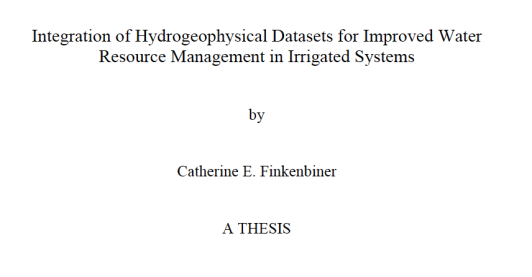 Integration of Hydrogeophysical Datasets for Improved Water
Resource Management in Irrigated Systems
by
Catherine E. Finkenbiner
A THESIS